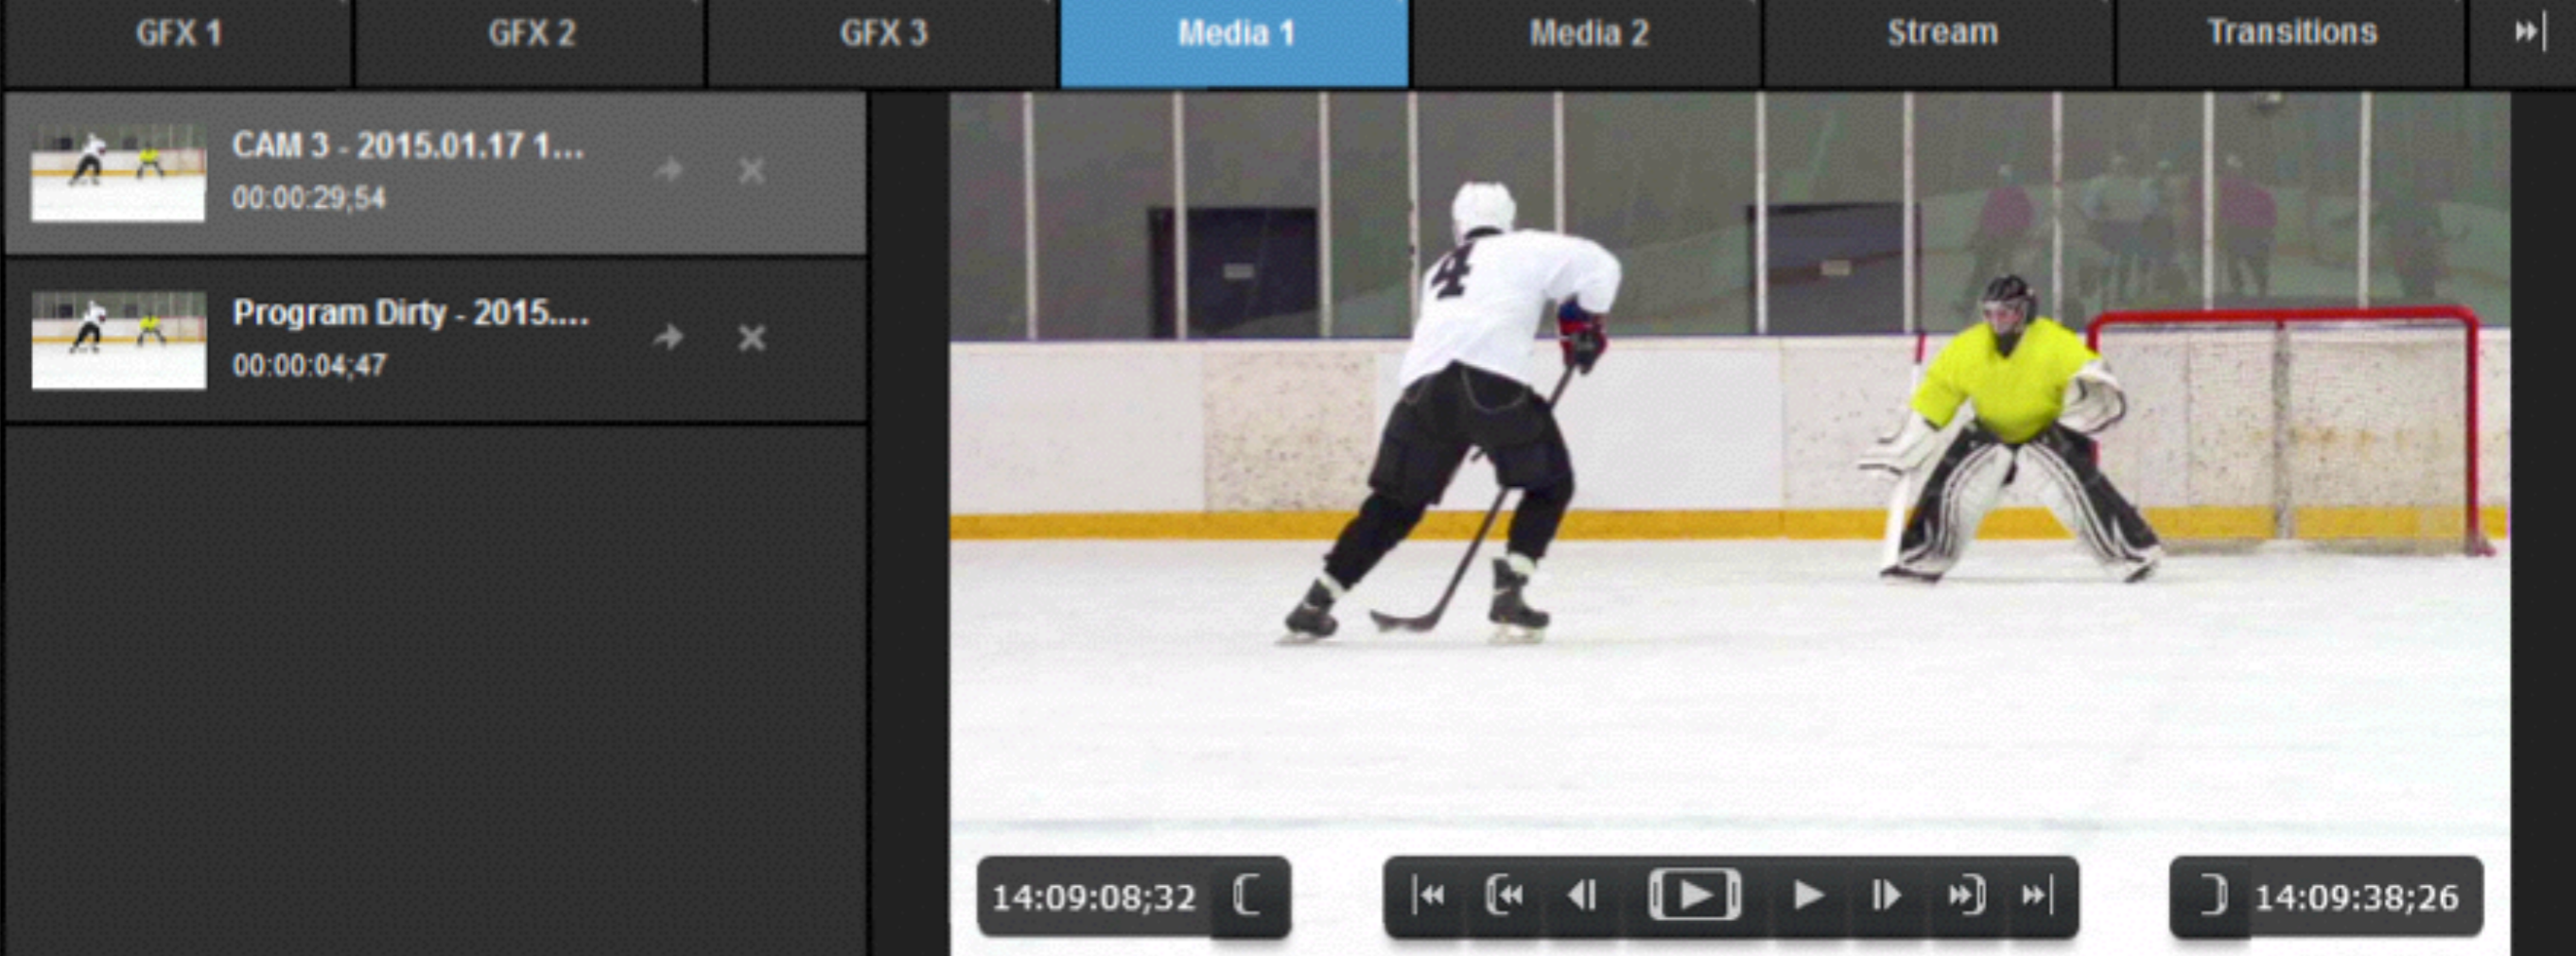 GFX 1
GFX 2
GFX 3
Media 1
Media 2
Stream
Transitions
CAM 3 - 2015.01.17 1...
00:00:29;54
Program Dirty - 2015....
00:00:04;47
4
14:09:08;32
14:09:38;26